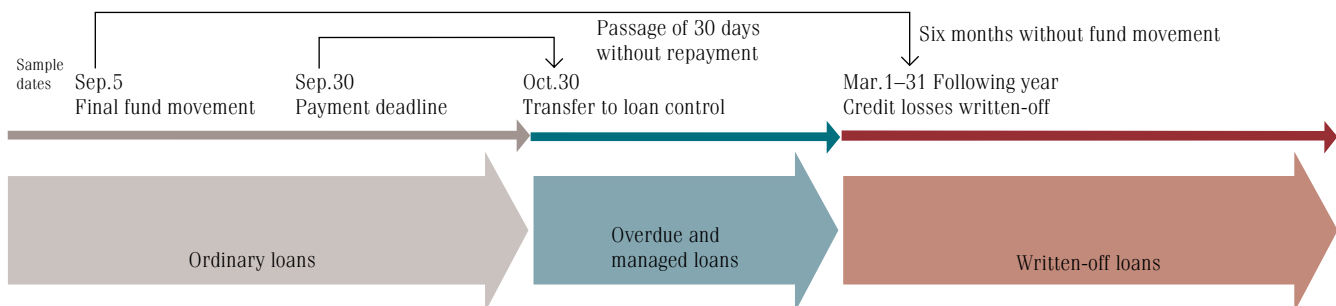 Passage of 30 days
without repayment
Six months without fund movement
Sample
dates
Sep.5
Final fund movement
Sep.30
Payment deadline
Oct.30
Transfer to loan control
Mar.1–31 Following year
Credit losses written-off
Ordinary loans
Overdue and
managed loans
Written-off loans